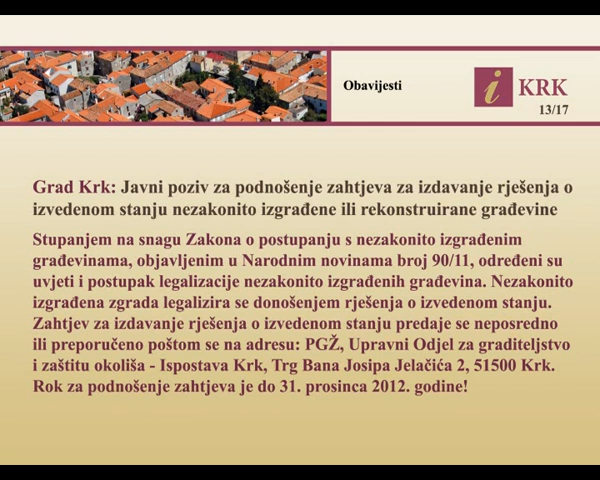 Obavijesti
i KRK
13/17
Grad Krk: Javni poziv za podnošenje zahtjeva za izdavanje rješenja o
izvedenom stanju nezakonito izgrađene ili rekonstruirane građevine
Stupanjem na snagu Zakona o postupanju s nezakonito izgrađenim
građevinama, objavljenim u Narodnim novinama broj 90/11, određeni su
uvjeti i postupak legalizacije nezakonito izgrađenih građevina. Nezakonito
izgrađena zgrada legalizira se donošenjem rješenja o izvedenom stanju.
Zahtjev za izdavanje rješenja o izvedenom stanju predaje se neposredno
ili preporučeno poštom se na adresu: PGŽ, Upravni Odjel za graditeljstvo
i zaštitu okoliša - Ispostava Krk, Trg Bana Josipa Jelačića 2, 51500 Krk.
Rok za podnošenje zahtjeva je do 31. prosinca 2012. godine!